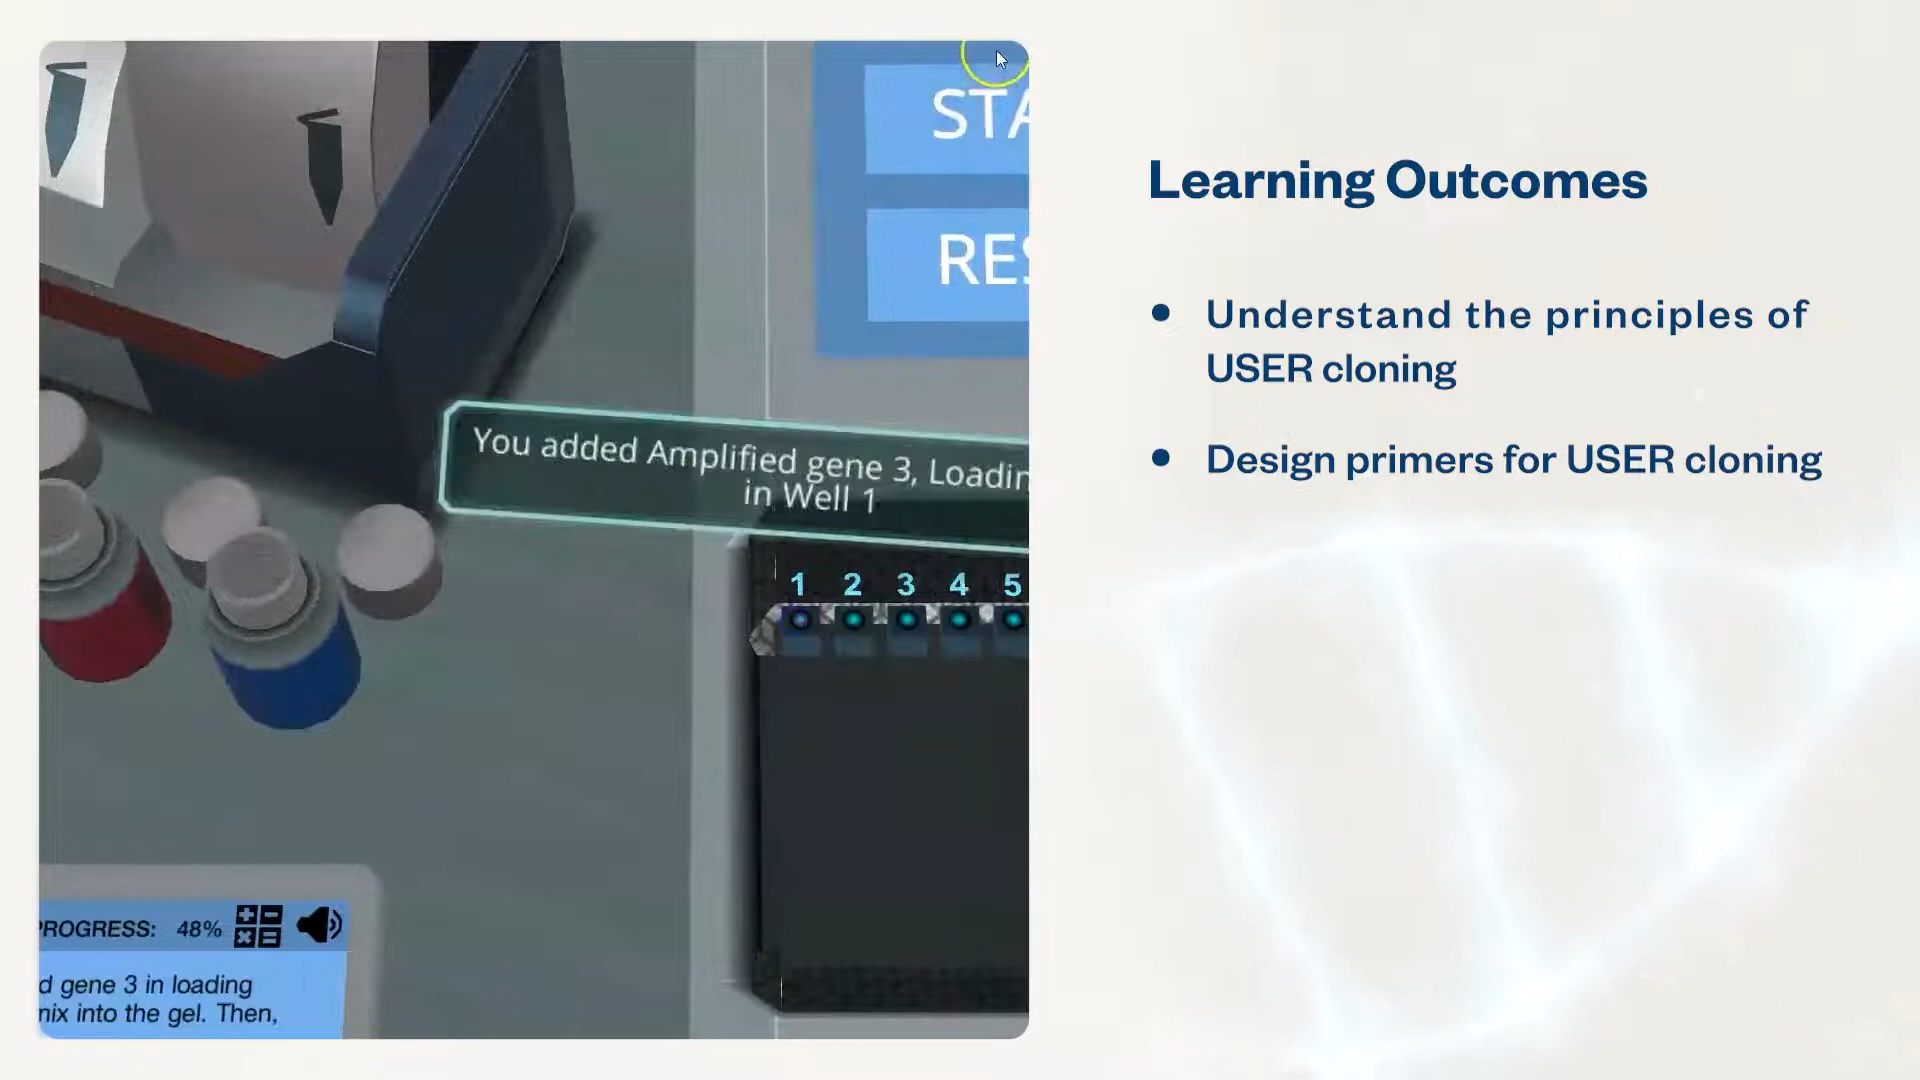 STA
RES
You added Amplified gene 3, Loadin
in Well 1
1 2 3 4 5
PROGRESS: 48%
d gene 3 in loading
mix into the gel. Then,
Learning Outcomes
• Understand the principles of
USER cloning
• Design primers for USER cloning